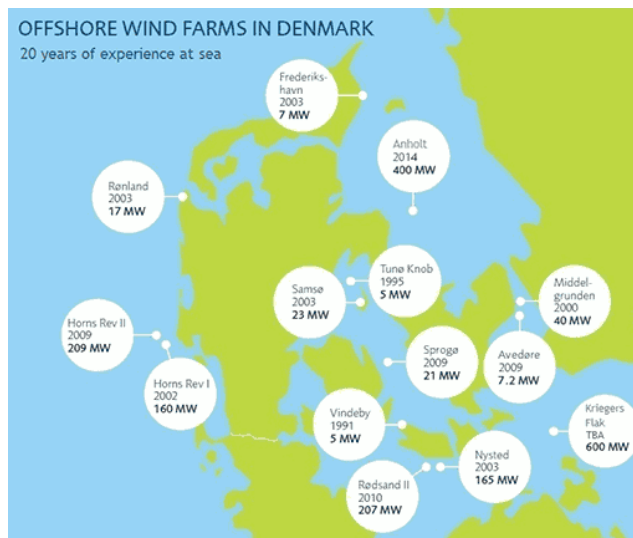 OFFSHORE WIND FARMS IN DENMARK
20 years of experience at sea
Frederiks-
havn
2003
7 MW
Anholt
2014
400 MW
Rønland
2003
17 MW
Tunø Knob
1995
5 MW
Samsø
2003
23 MW
Middel-
grunden
2000
40 MW
Horns Rev II
2009
209 MW
Sprogø
2009
21 MW
Avedøre
2009
7.2 MW
Horns Rev I
2002
160 MW
Vindeby
1991
5 MW
Kriegers
Flak
TBA
600 MW
Nysted
2003
165 MW
Rødsand II
2010
207 MW